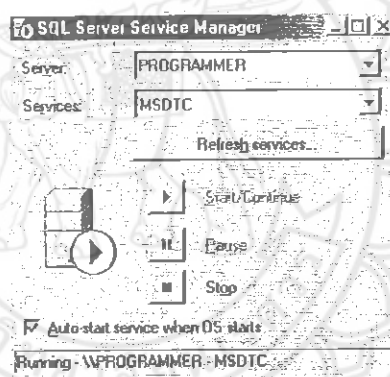 SQL Server Service Manager
Server: PROGRAMMER
Services: MSDTC
Refresh services...
Start/Continue
Pause
Stop
Auto-start service when OS starts
Running - \\PROGRAMMER - MSDTC